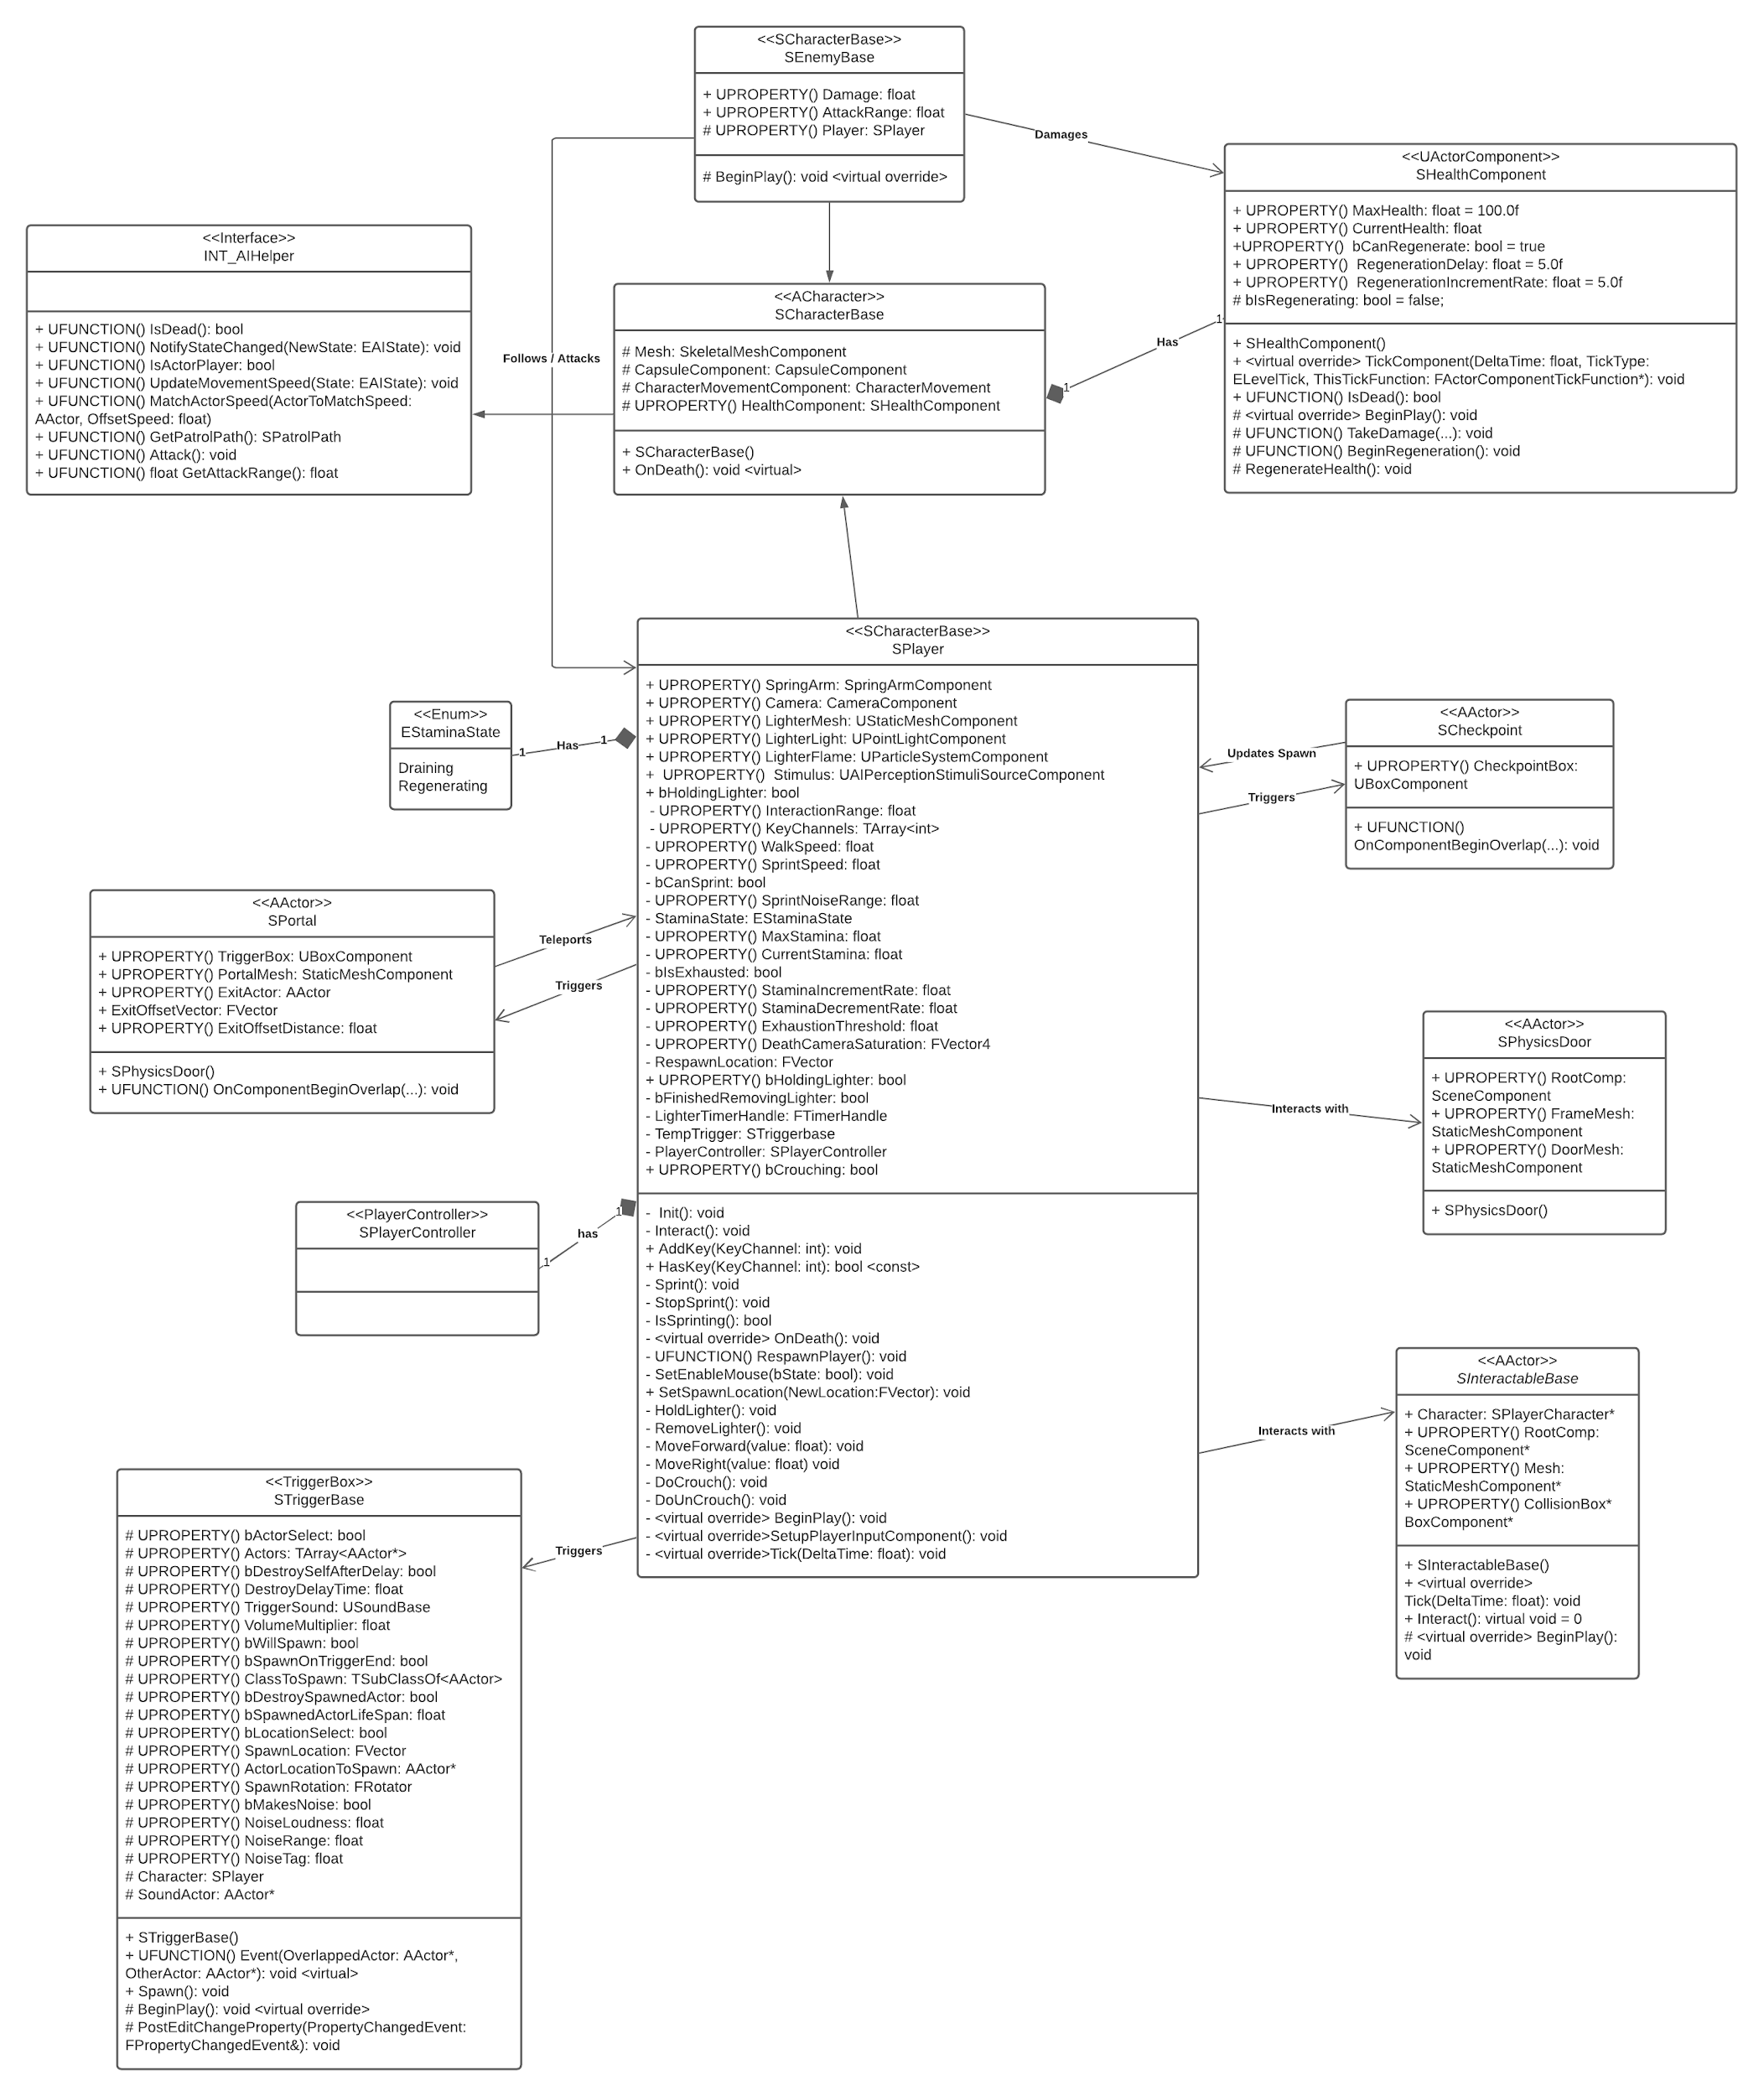 <<SCharacterBase>>
SEnemyBase
+ UPROPERTY() Damage: float
+ UPROPERTY() AttackRange: float
# UPROPERTY() Player: SPlayer
# BeginPlay(): void <virtual override>
Damages
<<UActorComponent>>
SHealthComponent
+ UPROPERTY() MaxHealth: float = 100.0f
+ UPROPERTY() CurrentHealth: float
+UPROPERTY()  bCanRegenerate: bool = true
+ UPROPERTY()  RegenerationDelay: float = 5.0f
+ UPROPERTY()  RegenerationIncrementRate: float = 5.0f
# bIsRegenerating: bool = false;
+ SHealthComponent()
+ <virtual override> TickComponent(DeltaTime: float, TickType:
ELevelTick, ThisTickFunction: FActorComponentTickFunction*): void
+ UFUNCTION() IsDead(): bool
# <virtual override> BeginPlay(): void
# UFUNCTION() TakeDamage(...): void
# UFUNCTION() BeginRegeneration(): void
# RegenerateHealth(): void
<<Interface>>
INT_AIHelper
+ UFUNCTION() IsDead(): bool
+ UFUNCTION() NotifyStateChanged(NewState: EAIState): void
+ UFUNCTION() IsActorPlayer: bool
+ UFUNCTION() UpdateMovementSpeed(State: EAIState): void
+ UFUNCTION() MatchActorSpeed(ActorToMatchSpeed:
AActor, OffsetSpeed: float)
+ UFUNCTION() GetPatrolPath(): SPatrolPath
+ UFUNCTION() Attack(): void
+ UFUNCTION() float GetAttackRange(): float
Follows / Attacks
<<ACharacter>>
SCharacterBase
# Mesh: SkeletalMeshComponent
# CapsuleComponent: CapsuleComponent
# CharacterMovementComponent: CharacterMovement
# UPROPERTY() HealthComponent: SHealthComponent
+ SCharacterBase()
+ OnDeath(): void <virtual>
1
Has
1
<<SCharacterBase>>
SPlayer
+ UPROPERTY() SpringArm: SpringArmComponent
+ UPROPERTY() Camera: CameraComponent
+ UPROPERTY() LighterMesh: UStaticMeshComponent
+ UPROPERTY() LighterLight: UPointLightComponent
+ UPROPERTY() LighterFlame: UParticleSystemComponent
+  UPROPERTY()  Stimulus: UAIPerceptionStimuliSourceComponent
+ bHoldingLighter: bool
- UPROPERTY() InteractionRange: float
- UPROPERTY() KeyChannels: TArray<int>
- UPROPERTY() WalkSpeed: float
- UPROPERTY() SprintSpeed: float
- bCanSprint: bool
- UPROPERTY() SprintNoiseRange: float
- StaminaState: EStaminaState
- UPROPERTY() MaxStamina: float
- UPROPERTY() CurrentStamina: float
- bIsExhausted: bool
- UPROPERTY() StaminaIncrementRate: float
- UPROPERTY() StaminaDecrementRate: float
- UPROPERTY() ExhaustionThreshold: float
- UPROPERTY() DeathCameraSaturation: FVector4
- RespawnLocation: FVector
+ UPROPERTY() bHoldingLighter: bool
- bFinishedRemovingLighter: bool
- LighterTimerHandle: FTimerHandle
- TempTrigger: STriggerbase
- PlayerController: SPlayerController
+ UPROPERTY() bCrouching: bool
-  Init(): void
- Interact(): void
+ AddKey(KeyChannel: int): void
+ HasKey(KeyChannel: int): bool <const>
- Sprint(): void
- StopSprint(): void
- IsSprinting(): bool
- <virtual override> OnDeath(): void
- UFUNCTION() RespawnPlayer(): void
- SetEnableMouse(bState: bool): void
+ SetSpawnLocation(NewLocation:FVector): void
- HoldLighter(): void
- RemoveLighter(): void
- MoveForward(value: float): void
- MoveRight(value: float) void
- DoCrouch(): void
- DoUnCrouch(): void
- <virtual override> BeginPlay(): void
- <virtual override>SetupPlayerInputComponent(): void
- <virtual override>Tick(DeltaTime: float): void
<<Enum>>
EStaminaState
Draining
Regenerating
1
Has
1
<<AActor>>
SCheckpoint
+ UPROPERTY() CheckpointBox:
UBoxComponent
+ UFUNCTION()
OnComponentBeginOverlap(...): void
Updates Spawn
Triggers
<<AActor>>
SPortal
+ UPROPERTY() TriggerBox: UBoxComponent
+ UPROPERTY() PortalMesh: StaticMeshComponent
+ UPROPERTY() ExitActor: AActor
+ ExitOffsetVector: FVector
+ UPROPERTY() ExitOffsetDistance: float
+ SPhysicsDoor()
+ UFUNCTION() OnComponentBeginOverlap(...): void
Teleports
Triggers
<<AActor>>
SPhysicsDoor
+ UPROPERTY() RootComp:
SceneComponent
+ UPROPERTY() FrameMesh:
StaticMeshComponent
+ UPROPERTY() DoorMesh:
StaticMeshComponent
+ SPhysicsDoor()
Interacts with
<<PlayerController>>
SPlayerController
1
has
1
<<AActor>>
SInteractableBase
+ Character: SPlayerCharacter*
+ UPROPERTY() RootComp:
SceneComponent*
+ UPROPERTY() Mesh:
StaticMeshComponent*
+ UPROPERTY() CollisionBox*
BoxComponent*
+ SInteractableBase()
+ <virtual override>
Tick(DeltaTime: float): void
+ Interact(): virtual void = 0
# <virtual override> BeginPlay():
void
Interacts with
<<TriggerBox>>
STriggerBase
# UPROPERTY() bActorSelect: bool
# UPROPERTY() Actors: TArray<AActor*>
# UPROPERTY() bDestroySelfAfterDelay: bool
# UPROPERTY() DestroyDelayTime: float
# UPROPERTY() TriggerSound: USoundBase
# UPROPERTY() VolumeMultiplier: float
# UPROPERTY() bWillSpawn: bool
# UPROPERTY() bSpawnOnTriggerEnd: bool
# UPROPERTY() ClassToSpawn: TSubClassOf<AActor>
# UPROPERTY() bDestroySpawnedActor: bool
# UPROPERTY() bSpawnedActorLifeSpan: float
# UPROPERTY() bLocationSelect: bool
# UPROPERTY() SpawnLocation: FVector
# UPROPERTY() ActorLocationToSpawn: AActor*
# UPROPERTY() SpawnRotation: FRotator
# UPROPERTY() bMakesNoise: bool
# UPROPERTY() NoiseLoudness: float
# UPROPERTY() NoiseRange: float
# UPROPERTY() NoiseTag: float
# Character: SPlayer
# SoundActor: AActor*
+ STriggerBase()
+ UFUNCTION() Event(OverlappedActor: AActor*,
OtherActor: AActor*): void <virtual>
+ Spawn(): void
# BeginPlay(): void <virtual override>
# PostEditChangeProperty(PropertyChangedEvent:
FPropertyChangedEvent&): void
Triggers